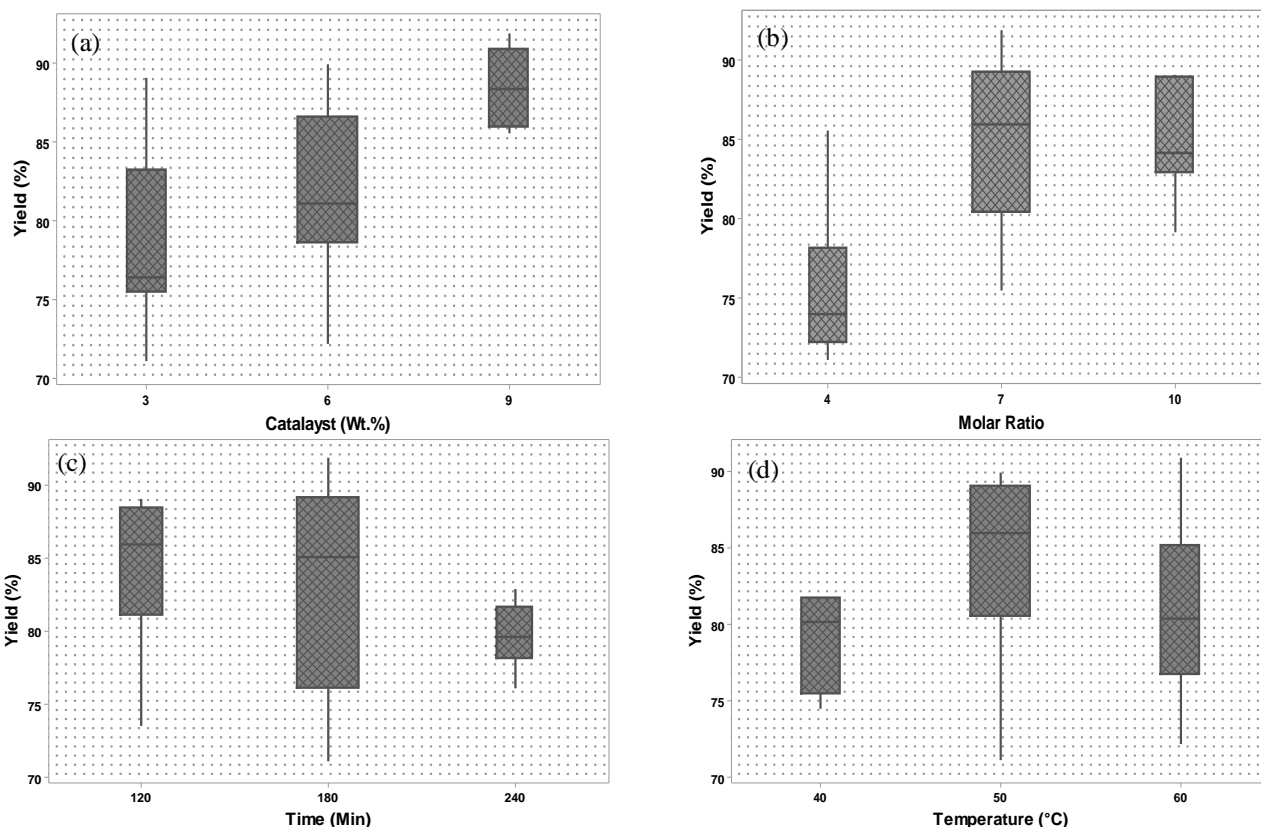 (a)
Yield (%)
90
85
80
75
70
3 6 9
Catalayst (Wt.%)
(b)
Yield (%)
90
85
80
75
70
4 7 10
Molar Ratio
(c)
Yield (%)
90
85
80
75
70
120 180 240
Time (Min)
(d)
Yield (%)
90
85
80
75
70
40 50 60
Temperature (°C)